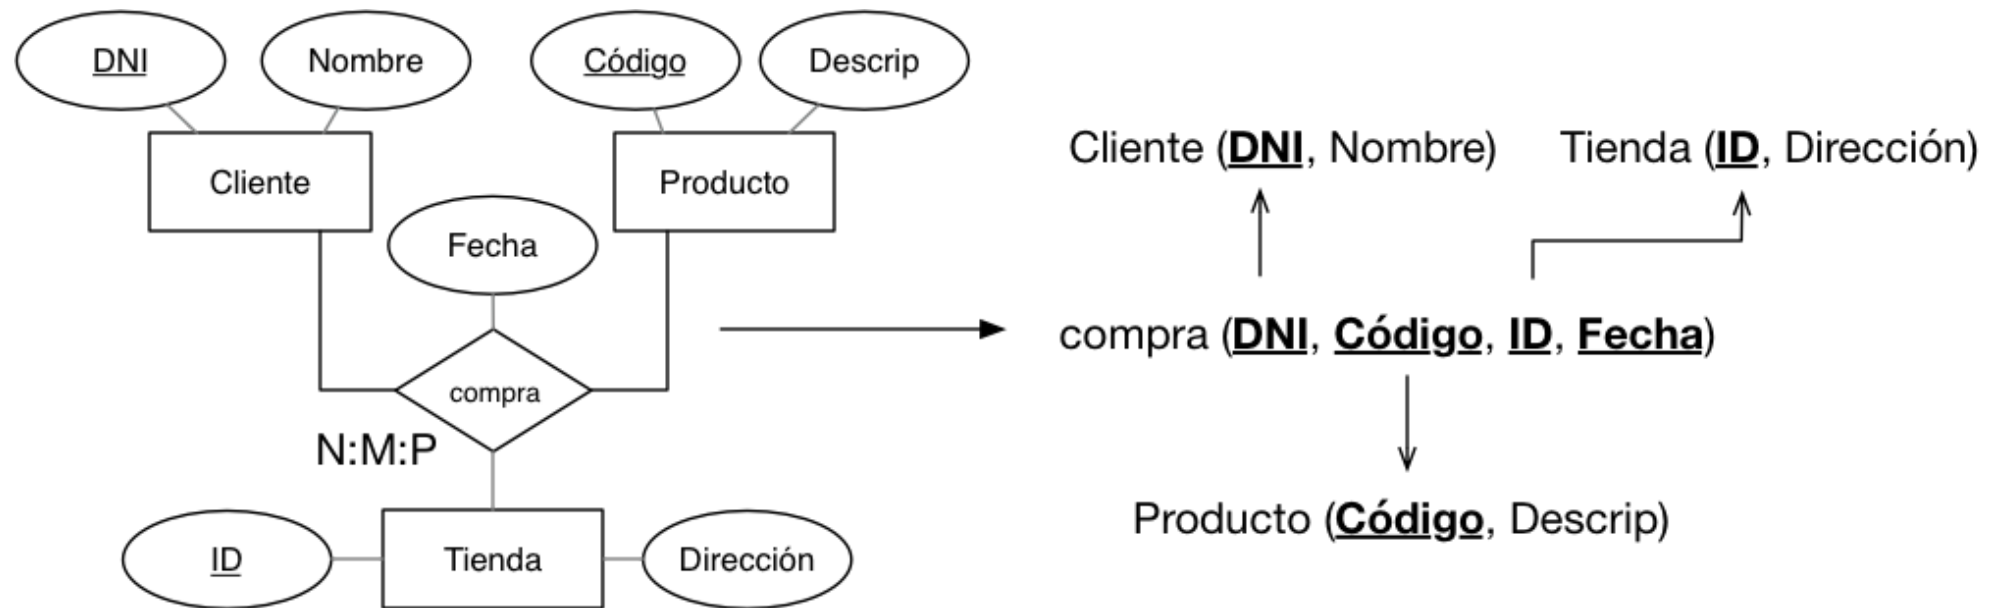 DNI
Nombre
Código
Descrip
Cliente
Producto
Fecha
compra
N:M:P
ID
Tienda
Dirección
Cliente (DNI, Nombre)
Tienda (ID, Dirección)
compra (DNI, Código, ID, Fecha)
Producto (Código, Descrip)